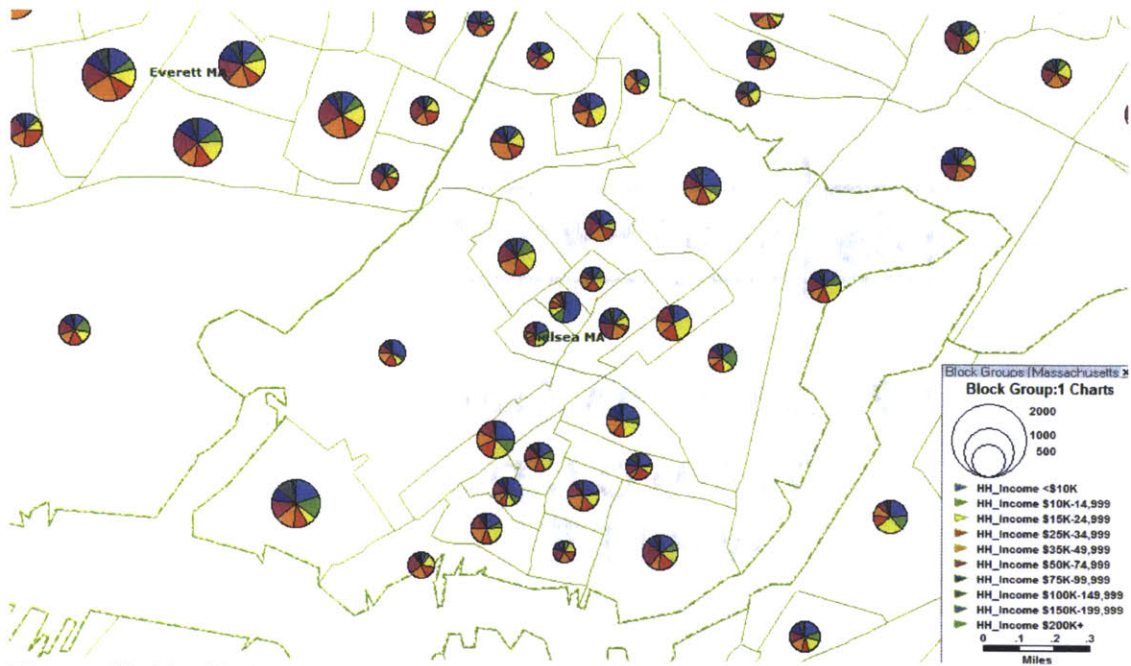 Everett MA
elsea MA
Block Groups (Massachusetts
Block Group:1 Charts
2000
1000
500
HH_Income <$10K
HH_Income $10K-14,999
HH_Income $15K-24,999
HH_Income $25K-34,999
HH_Income $35K-49,999
HH_Income $50K-74,999
HH_Income $75K-99,999
HH_Income $100K-149,999
HH_Income $150K-199,999
HH_Income $200K+
0 .1 .2 .3
Miles